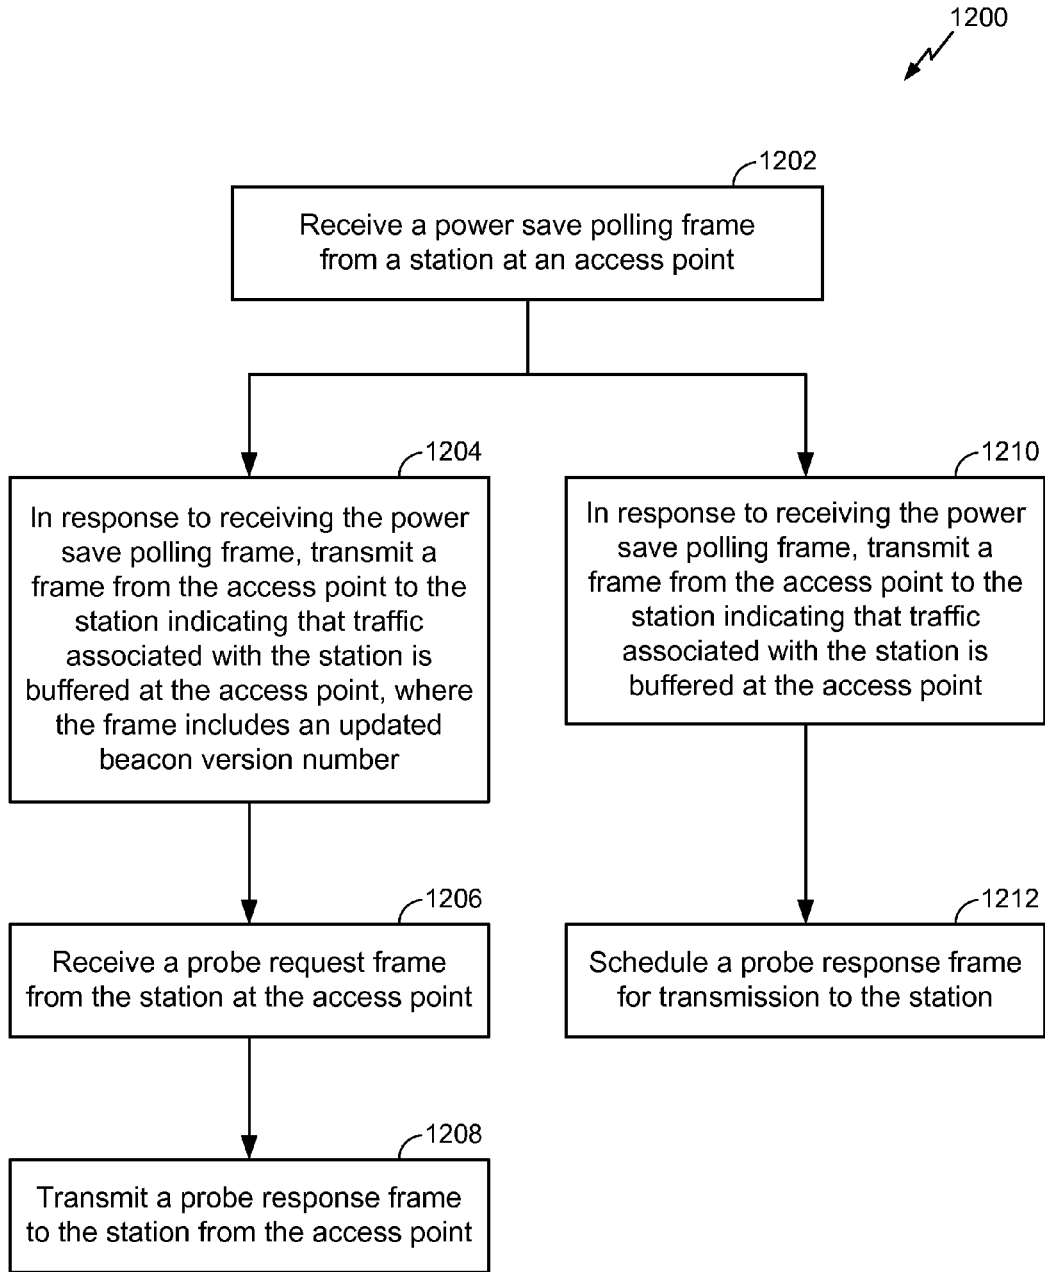 1200
1202
Receive a power save polling frame
from a station at an access point
1204
In response to receiving the power
save polling frame, transmit a
frame from the access point to the
station indicating that traffic
associated with the station is
buffered at the access point, where
the frame includes an updated
beacon version number
1210
In response to receiving the power
save polling frame, transmit a
frame from the access point to the
station indicating that traffic
associated with the station is
buffered at the access point
1206
Receive a probe request frame
from the station at the access point
1212
Schedule a probe response frame
for transmission to the station
1208
Transmit a probe response frame
to the station from the access point